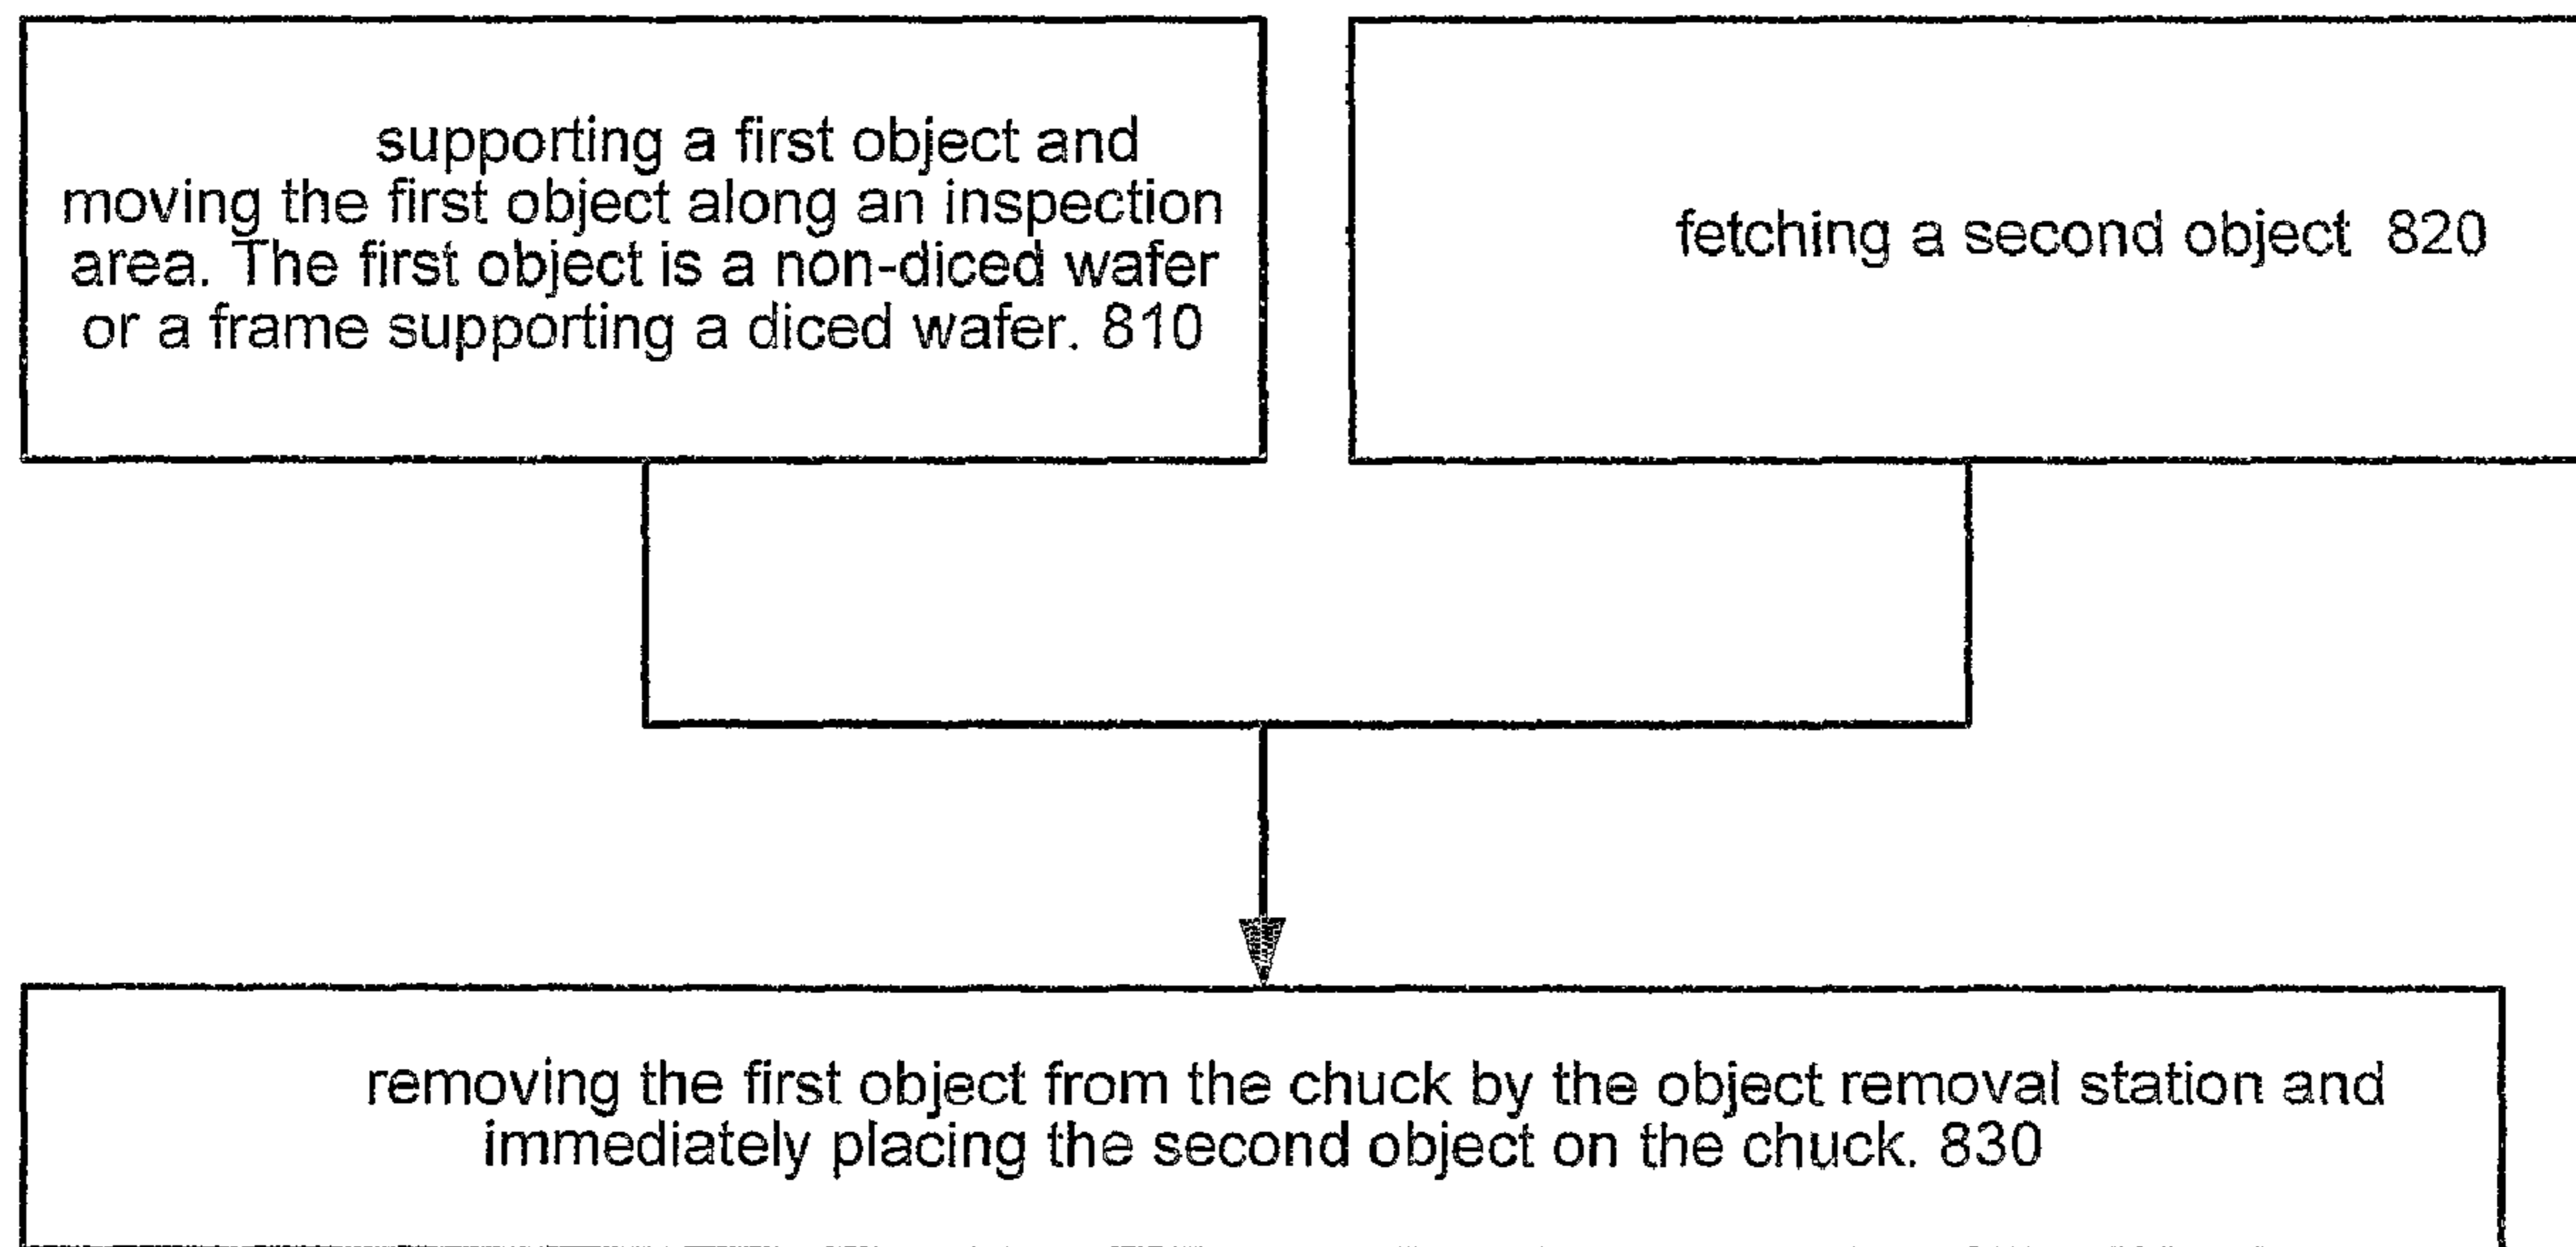 supporting a first object and
moving the first object along an inspection
area. The first object is a non-diced wafer
or a frame supporting a diced wafer. 810
fetching a second object 820
removing the first object from the chuck by the object removal station and
immediately placing the second object on the chuck. 830